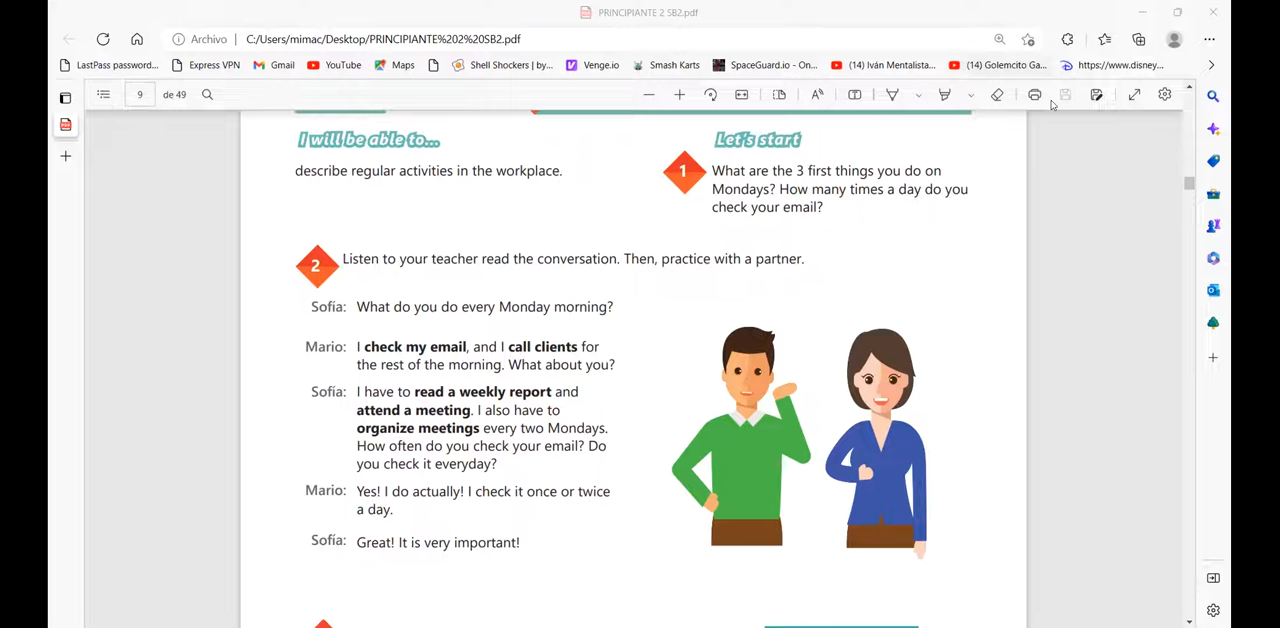 PRINCIPIANTE 2 SB2.pdf
Archivo
C:/Users/mimac/Desktop/PRINCIPIANTE%202%20SB2.pdf
LastPass password...
Express VPN
Gmail
YouTube
Maps
Shell Shockers | by...
Venge.io
Smash Karts
SpaceGuard.io - On...
(14) Iván Mentalista...
(14) Golemcito Ga...
https://www.disney...
9
de 49
I will be able to...
describe regular activities in the workplace.
Let's start
1
What are the 3 first things you do on
Mondays? How many times a day do you
check your email?
2
Listen to your teacher read the conversation. Then, practice with a partner.
Sofía: What do you do every Monday morning?
Mario: I check my email, and I call clients for
the rest of the morning. What about you?
Sofía: I have to read a weekly report and
attend a meeting. I also have to
organize meetings every two Mondays.
How often do you check your email? Do
you check it everyday?
Mario: Yes! I do actually! I check it once or twice
a day.
Sofía: Great! It is very important!